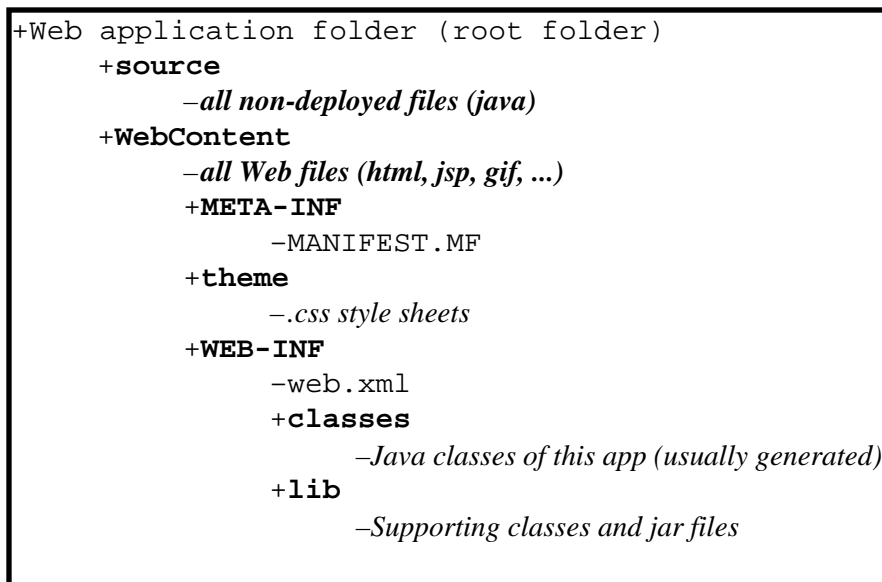 +Web application folder (root folder)
+source
–all non-deployed files (java)
+WebContent
–all Web files (html, jsp, gif, ...)
+META-INF
–MANIFEST.MF
+theme
–.css style sheets
+WEB-INF
–web.xml
+classes
–Java classes of this app (usually generated)
+lib
–Supporting classes and jar files